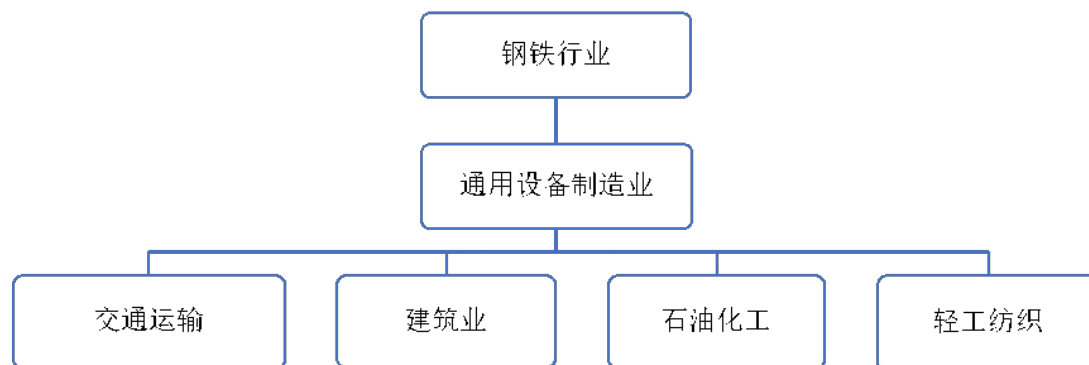 钢铁行业
通用设备制造业
交通运输
建筑业
石油化工
轻工纺织